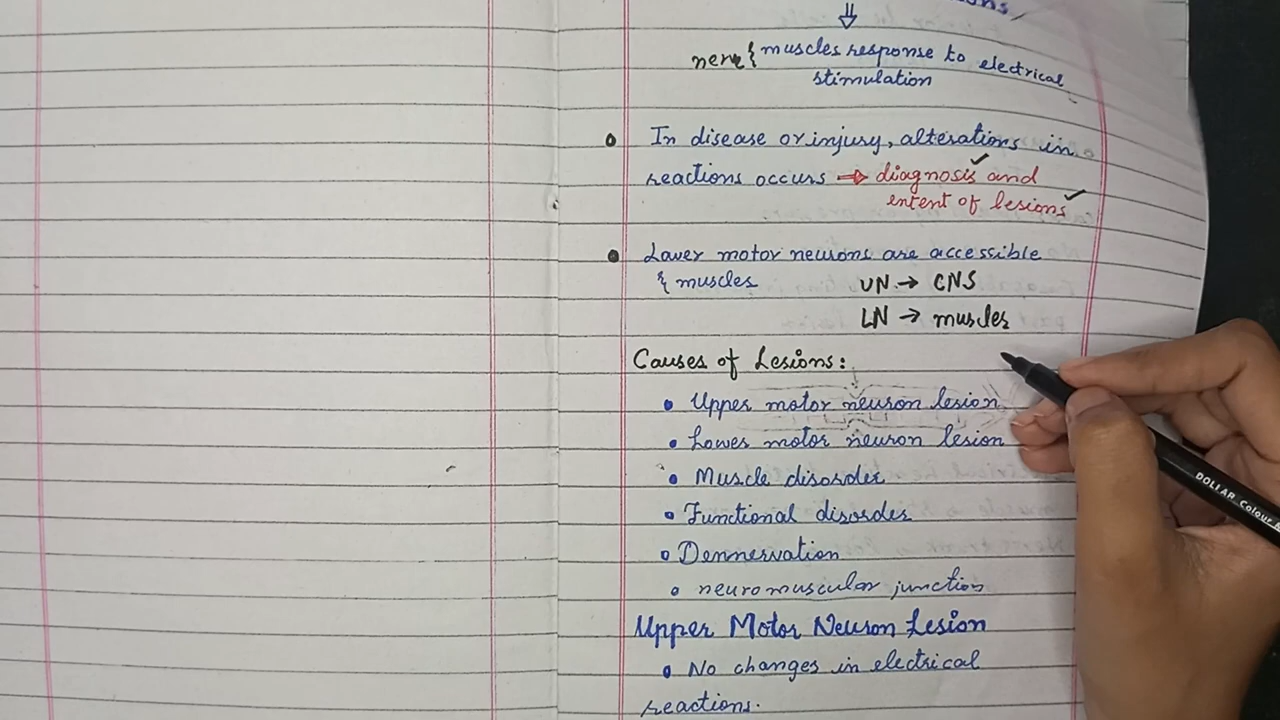 nerve { muscles response to electrical
stimulation
In disease or injury, alterations in
reactions occurs → diagnosis and
entent of lesions
Lower motor neurons are accessible
{ muscles
UN → CNS
LN → muscles
Causes of Lesions:
• Upper motor neuron lesion
• Lower motor neuron lesion
• Muscle disorder
• Functional disorder
• Dennervation
• neuromuscular junction
Upper Motor Neuron Lesion
• No changes in electrical
reactions.
DOLLAR Colour